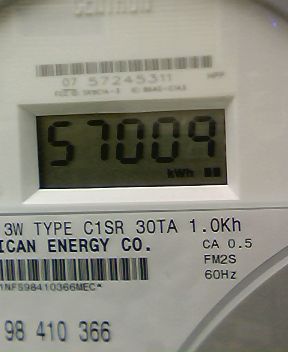 07 57245311
57009
kWh
3W TYPE C1SR 30TA 1.0Kh
ICAN ENERGY CO.
CA 0.5
FM2S
60Hz
1NFS98410366MEC*
98 410 366